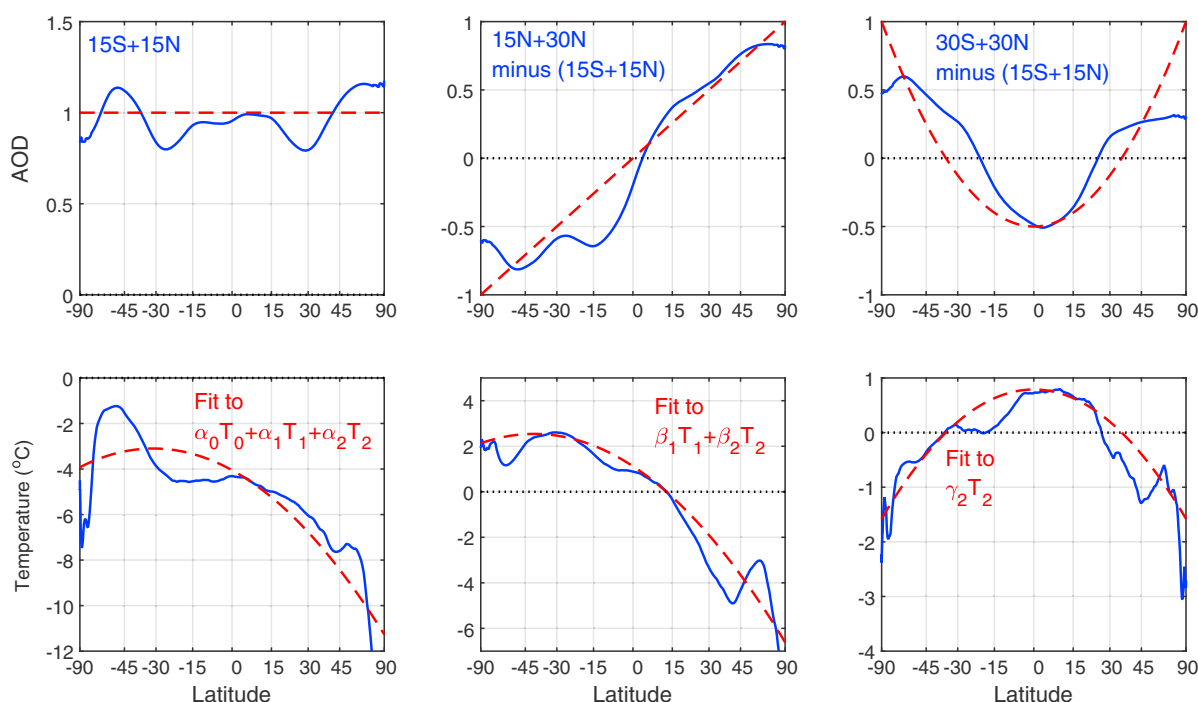 1.5
1
0.5
0
AOD
15S+15N
-90 -45 -30 -15 0 15 30 45 90
1
0.5
0
-0.5
-1
15N+30N
minus (15S+15N)
-90 -45 -30 -15 0 15 30 45 90
1
0.5
0
-0.5
-1
30S+30N
minus (15S+15N)
-90 -45 -30 -15 0 15 30 45 90
0
-2
-4
-6
-8
-10
-12
Temperature (°C)
Fit to
α₀T₀+α₁T₁+α₂T₂
-90 -45 -30 -15 0 15 30 45 90
Latitude
4
2
0
-2
-4
-6
Fit to
β₁T₁+β₂T₂
-90 -45 -30 -15 0 15 30 45 90
Latitude
1
0
-1
-2
-3
-4
Fit to
γ₂T₂
-90 -45 -30 -15 0 15 30 45 90
Latitude